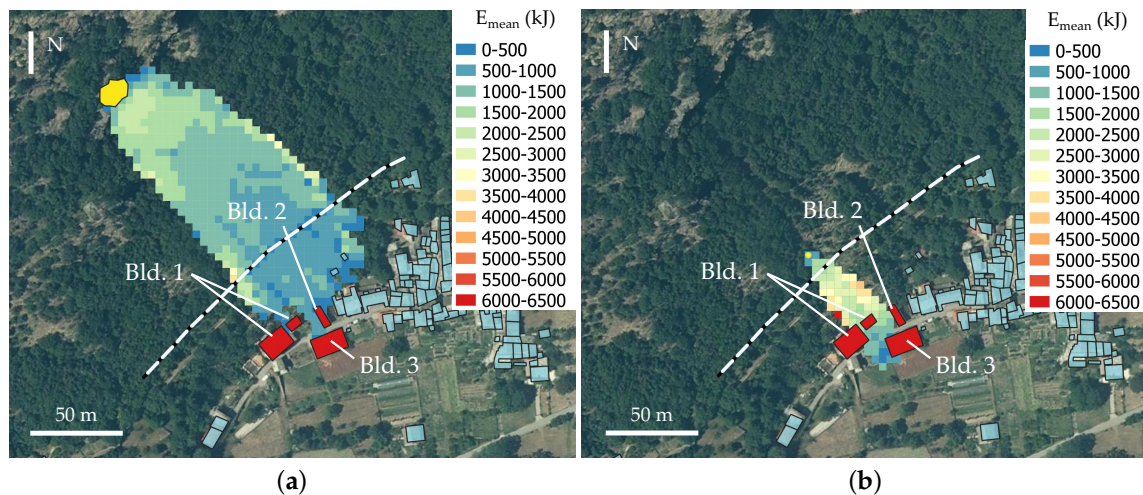 E_mean (kJ)
0-500
500-1000
1000-1500
1500-2000
2000-2500
2500-3000
3000-3500
3500-4000
4000-4500
4500-5000
5000-5500
5500-6000
6000-6500
N
Bld. 2
Bld. 1
Bld. 3
50 m
(a)
E_mean (kJ)
0-500
500-1000
1000-1500
1500-2000
2000-2500
2500-3000
3000-3500
3500-4000
4000-4500
4500-5000
5000-5500
5500-6000
6000-6500
N
Bld. 2
Bld. 1
Bld. 3
50 m
(b)